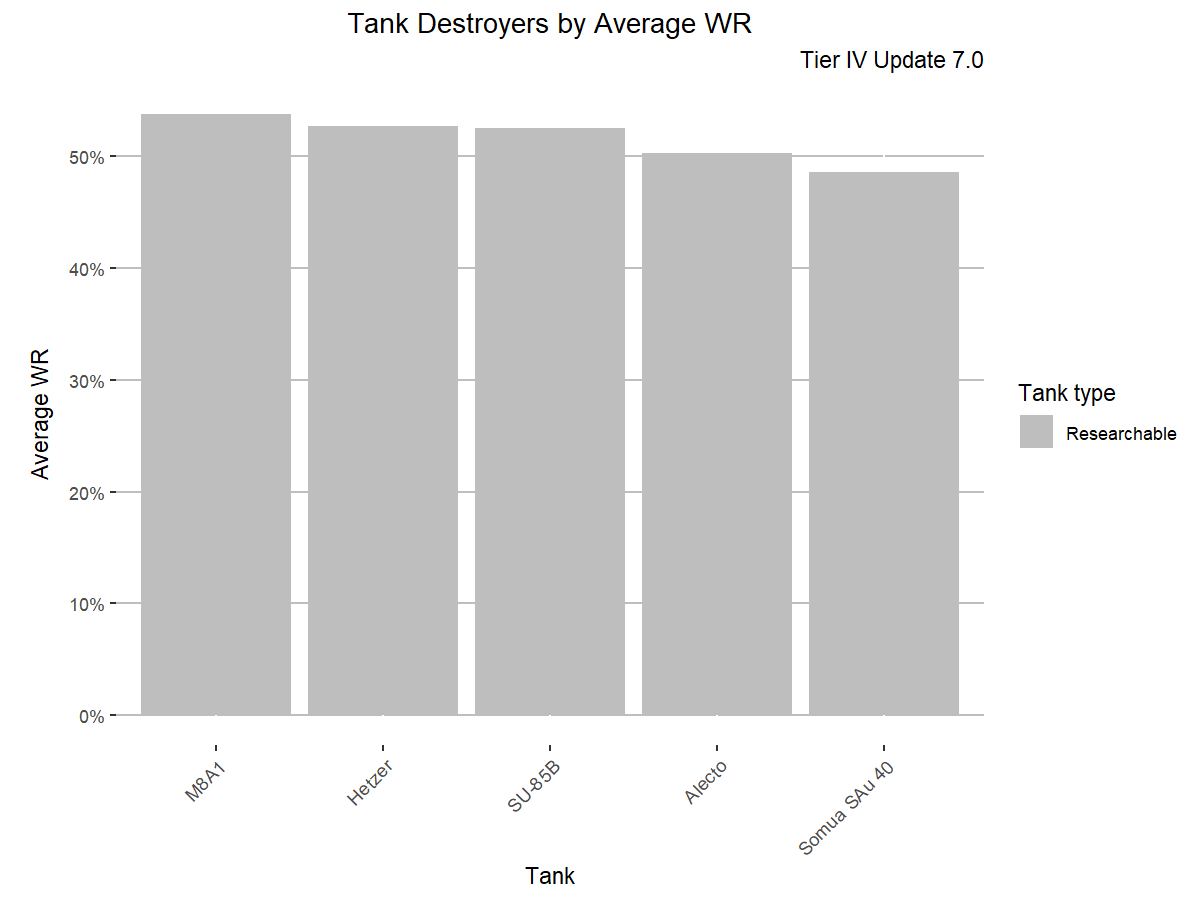 Tank Destroyers by Average WR
Tier IV Update 7.0
Average WR
50%
40%
30%
20%
10%
0%
M8A1
Hetzer
SU-85B
Alecto
Somua SAu 40
Tank
Tank type
Researchable